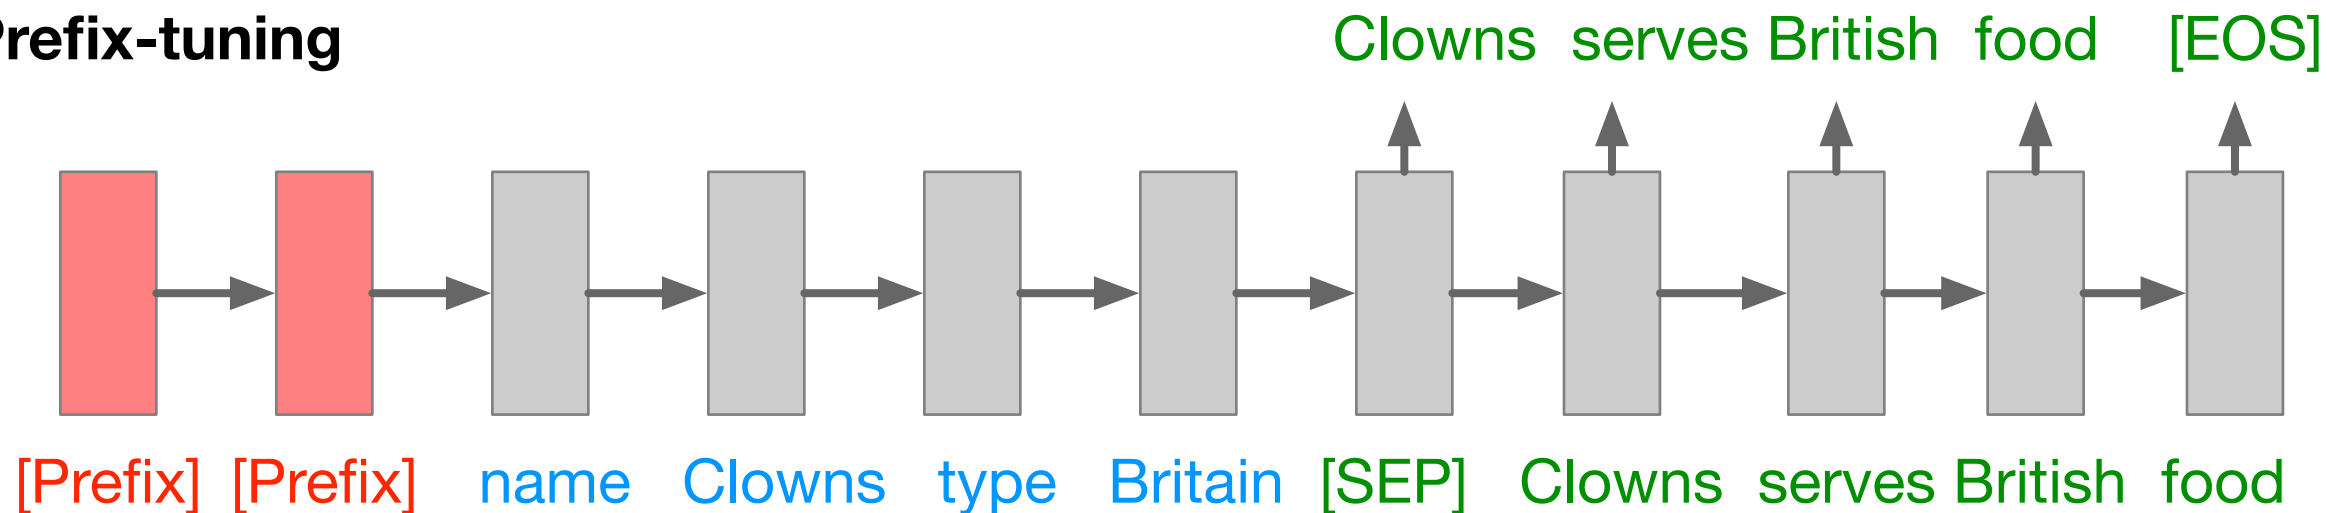 Prefix-tuning
Clowns serves British food [EOS]
[Prefix] [Prefix] name Clowns type Britain [SEP] Clowns serves British food